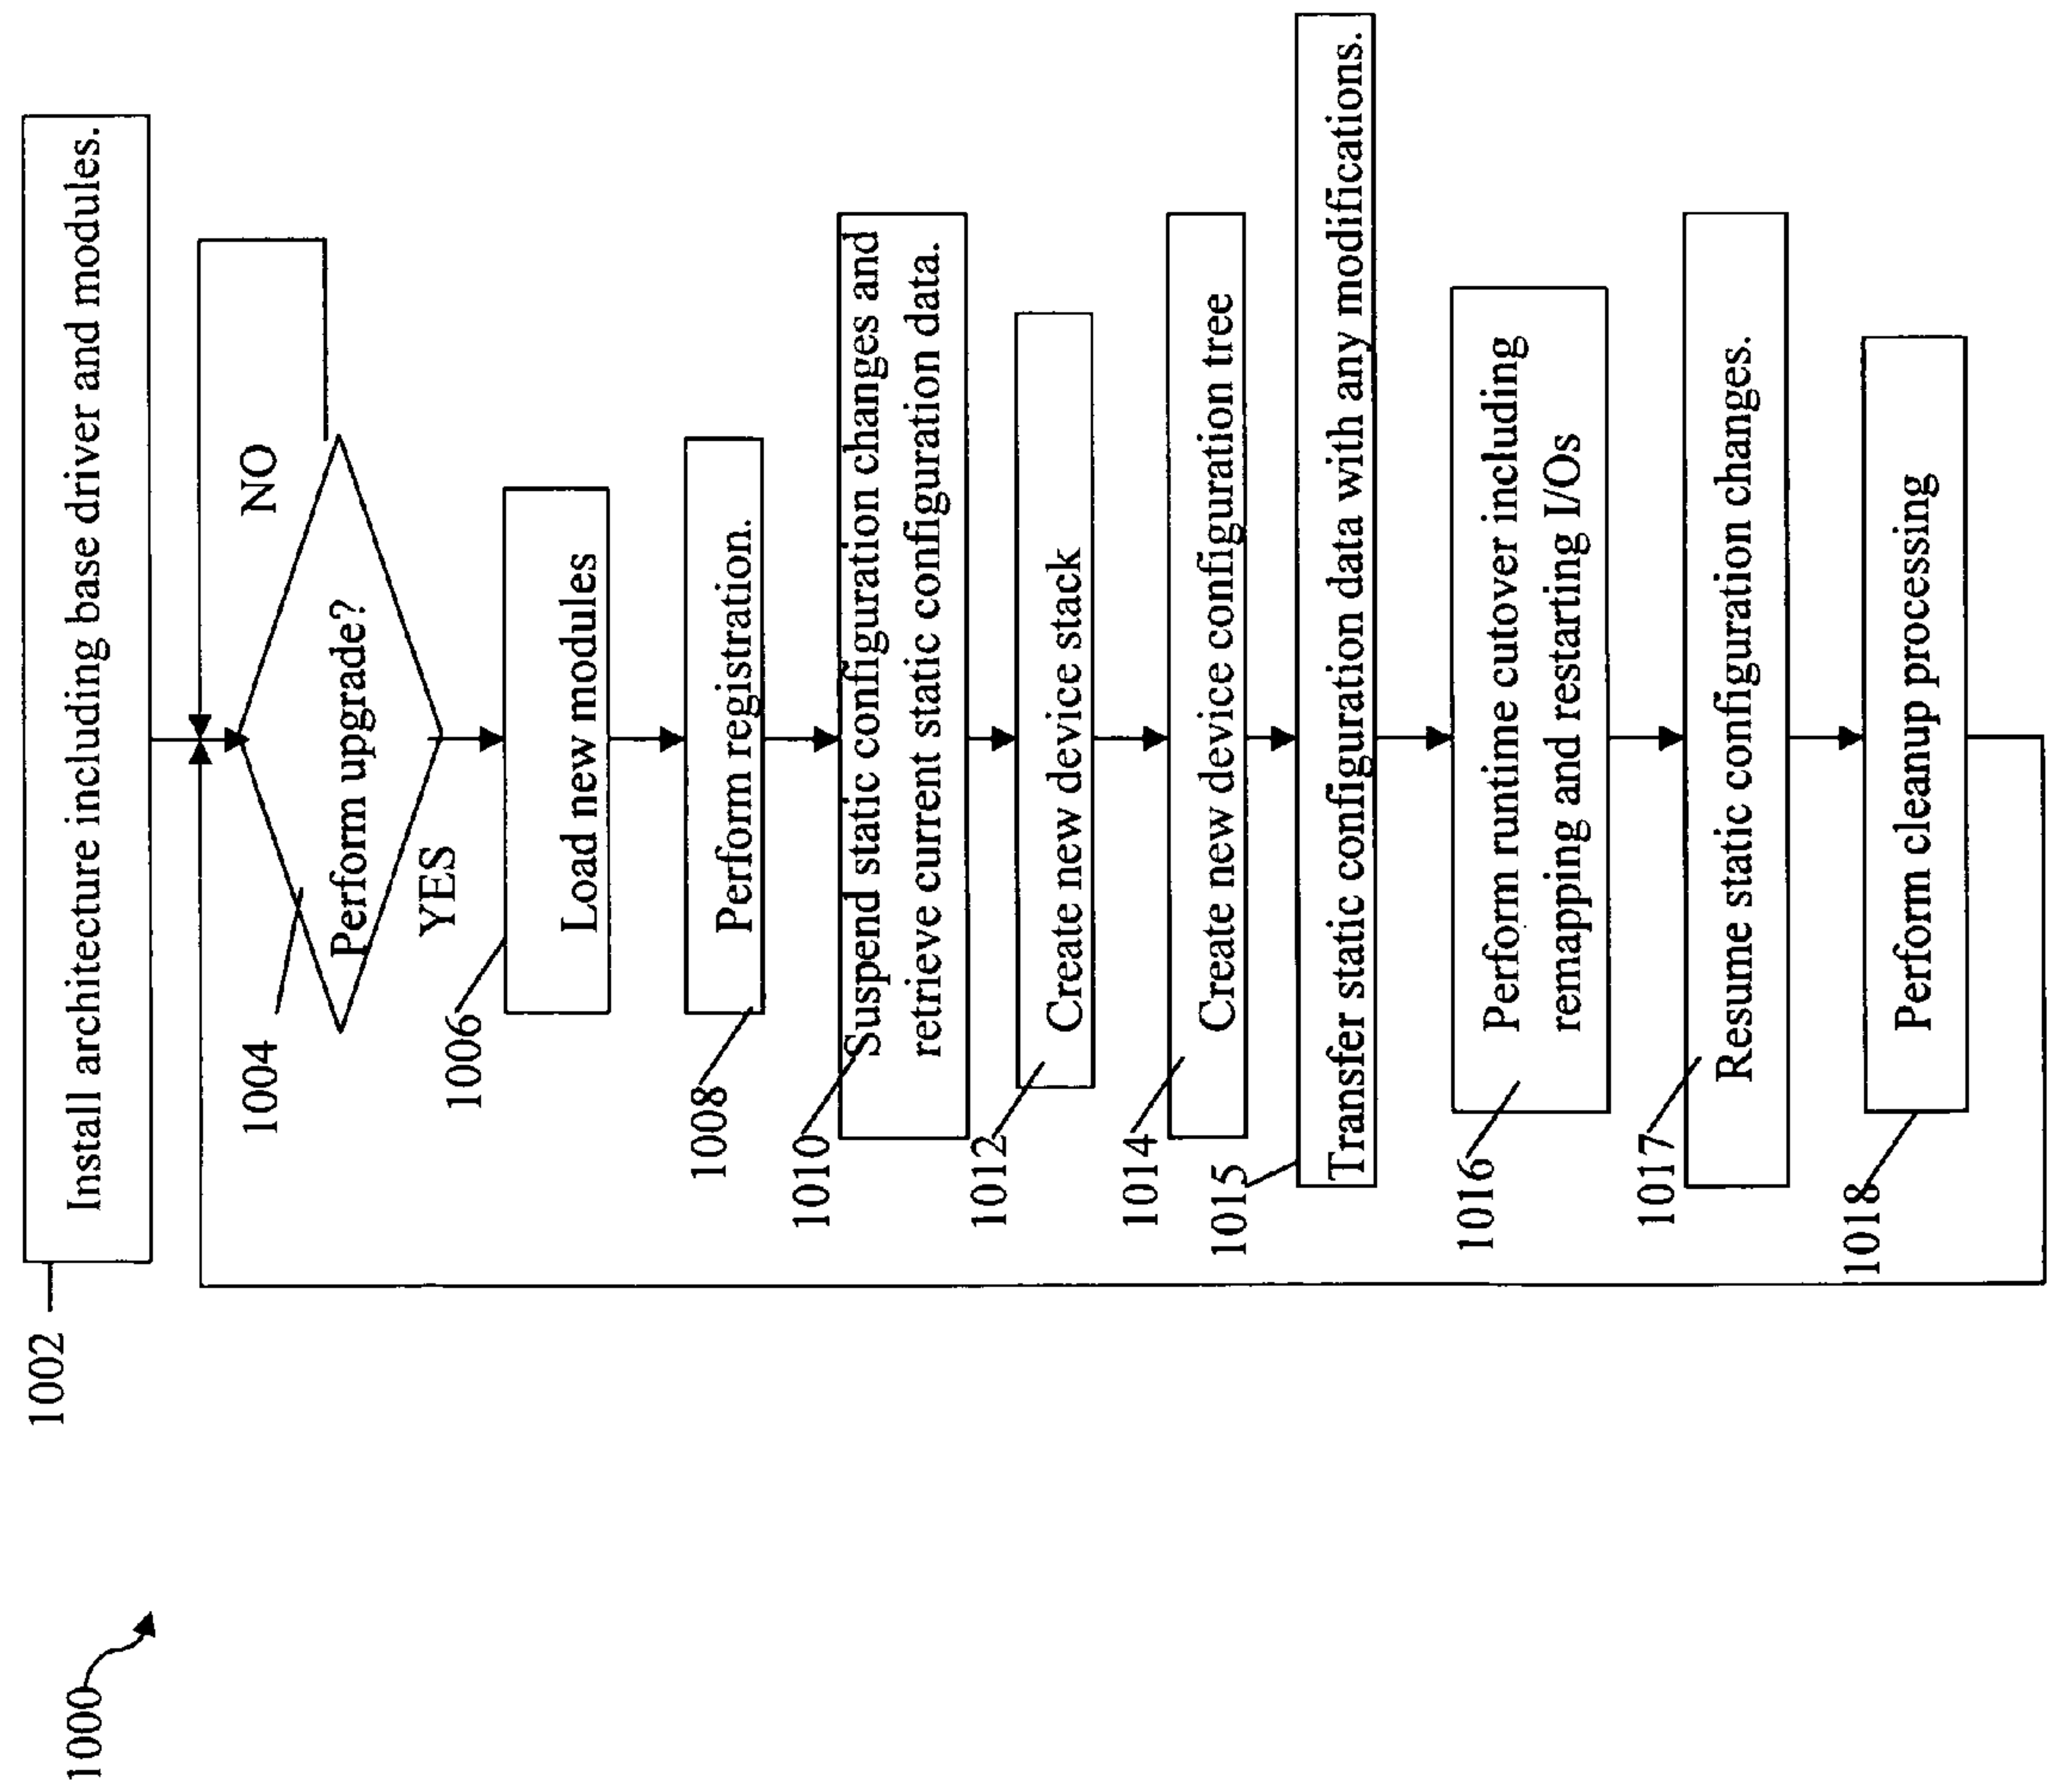 1000
1002
Install architecture including base driver and modules.
1004
Perform upgrade?
NO
YES
1006
Load new modules
1008
Perform registration.
1010
Suspend static configuration changes and
retrieve current static configuration data.
1012
Create new device stack
1014
Create new device configuration tree
1015
Transfer static configuration data with any modifications.
1016
Perform runtime cutover including
remapping and restarting I/Os
1017
Resume static configuration changes.
1018
Perform cleanup processing